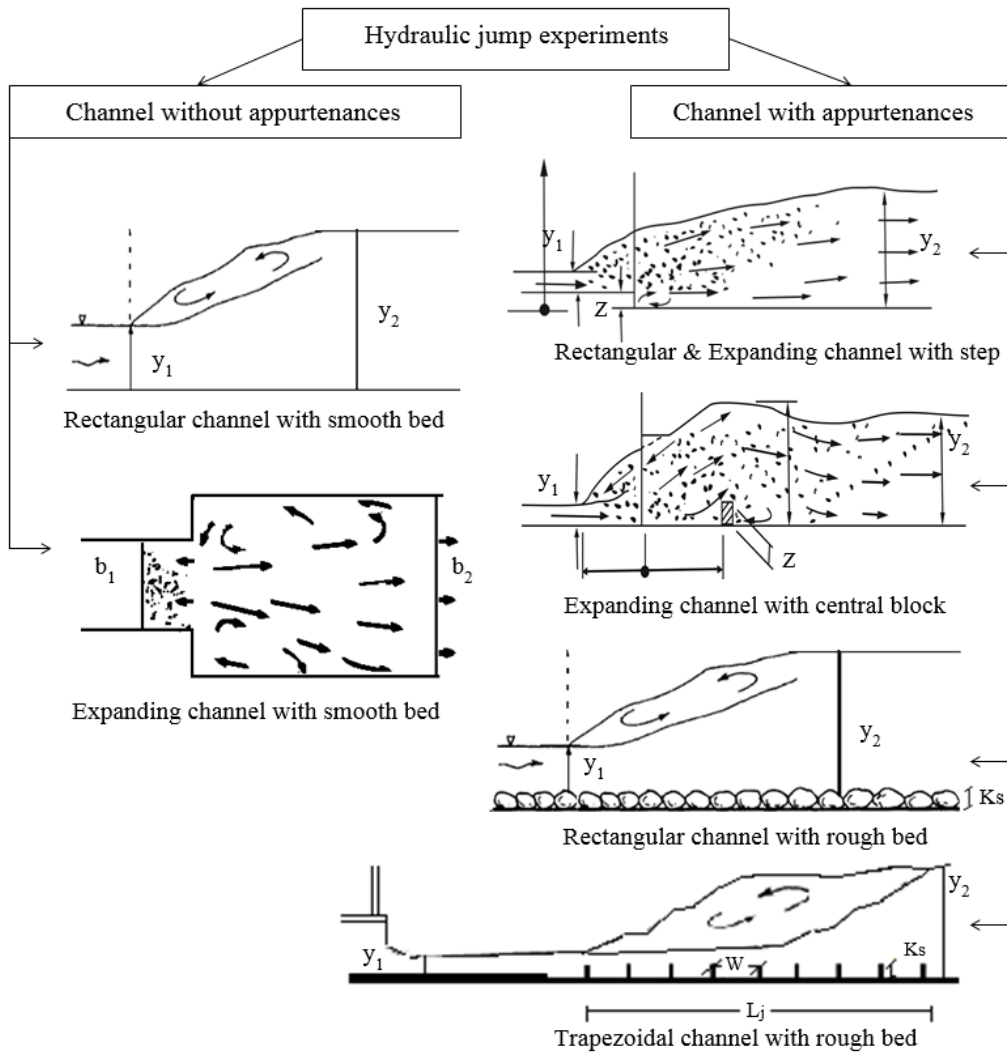 Hydraulic jump experiments
Channel without appurtenances
Channel with appurtenances
y1
y2
Rectangular channel with smooth bed
b1
b2
Expanding channel with smooth bed
y1
Z
y2
Rectangular & Expanding channel with step
y1
y2
Z
Expanding channel with central block
y1
y2
Ks
Rectangular channel with rough bed
y1
W
Ks
y2
Lj
Trapezoidal channel with rough bed